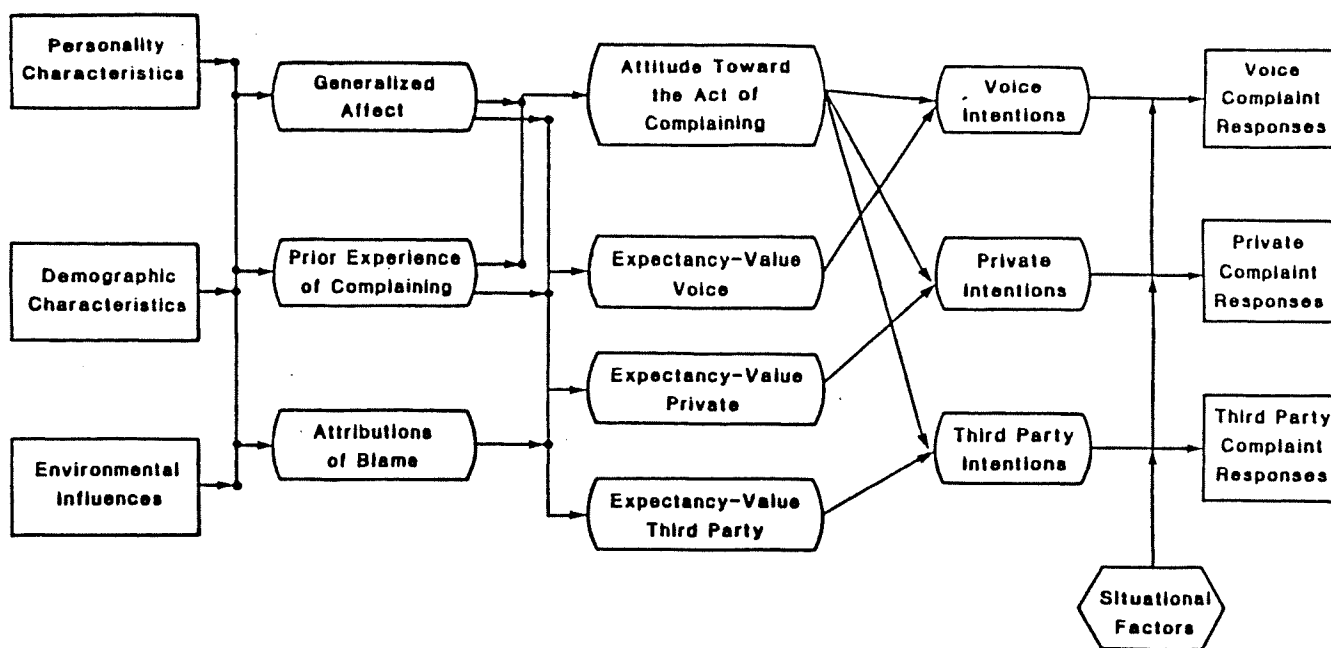 Personality
Characteristics
Demographic
Characteristics
Environmental
Influences
Generalized
Affect
Prior Experience
of Complaining
Attributions
of Blame
Attitude Toward
the Act of
Complaining
Expectancy-Value
Voice
Expectancy-Value
Private
Expectancy-Value
Third Party
Voice
Intentions
Private
Intentions
Third Party
Intentions
Situational
Factors
Voice
Complaint
Responses
Private
Complaint
Responses
Third Party
Complaint
Responses